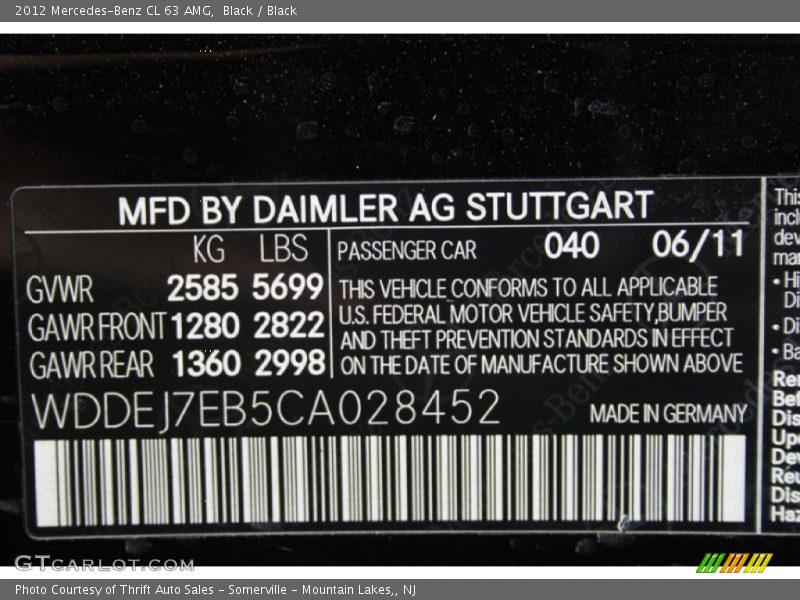 2012 Mercedes-Benz CL 63 AMG, Black / Black
MFD BY DAIMLER AG STUTTGART
KG LBS
GVWR 2585 5699
GAWR FRONT 1280 2822
GAWR REAR 1360 2998
PASSENGER CAR 040 06/11
THIS VEHICLE CONFORMS TO ALL APPLICABLE
U.S. FEDERAL MOTOR VEHICLE SAFETY,BUMPER
AND THEFT PREVENTION STANDARDS IN EFFECT
ON THE DATE OF MANUFACTURE SHOWN ABOVE
WDDEJ7EB5CA028452 MADE IN GERMANY
This
GTCARLOT.COM
Photo Courtesy of Thrift Auto Sales – Somerville – Mountain Lakes,, NJ